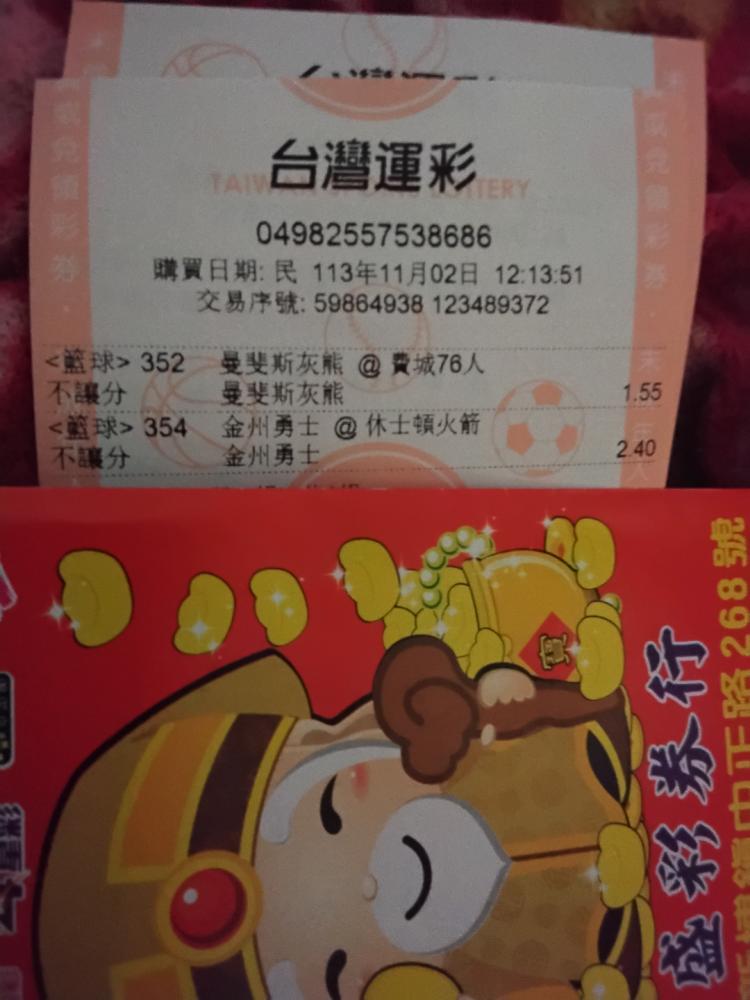 台灣運彩
TAIWAN SPORTS LOTTERY
04982557538686
購買日期: 民 113年11月02日 12:13:51
交易序號: 59864938 123489372
<籃球> 352 曼斐斯灰熊 @ 費城76人
不讓分 曼斐斯灰熊 1.55
<籃球> 354 金州勇士 @ 休士頓火箭
不讓分 金州勇士 2.40
寶
盛彩券行
中正路268號